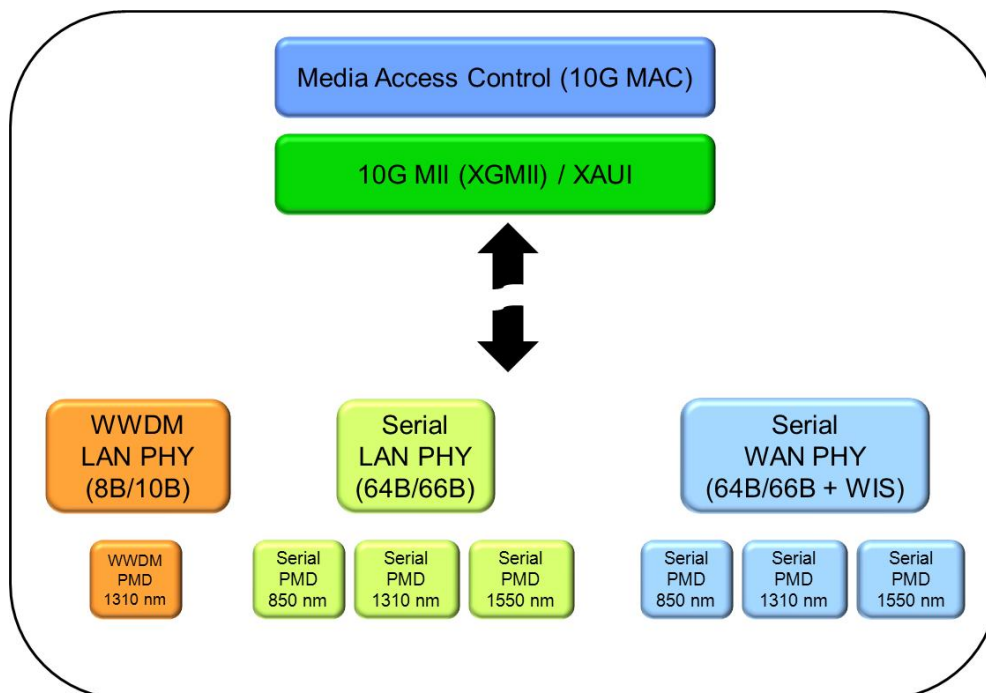 Media Access Control (10G MAC)
10G MII (XGMII) / XAUI
WWDM
LAN PHY
(8B/10B)
Serial
LAN PHY
(64B/66B)
Serial
WAN PHY
(64B/66B + WIS)
WWDM
PMD
1310 nm
Serial
PMD
850 nm
Serial
PMD
1310 nm
Serial
PMD
1550 nm
Serial
PMD
850 nm
Serial
PMD
1310 nm
Serial
PMD
1550 nm